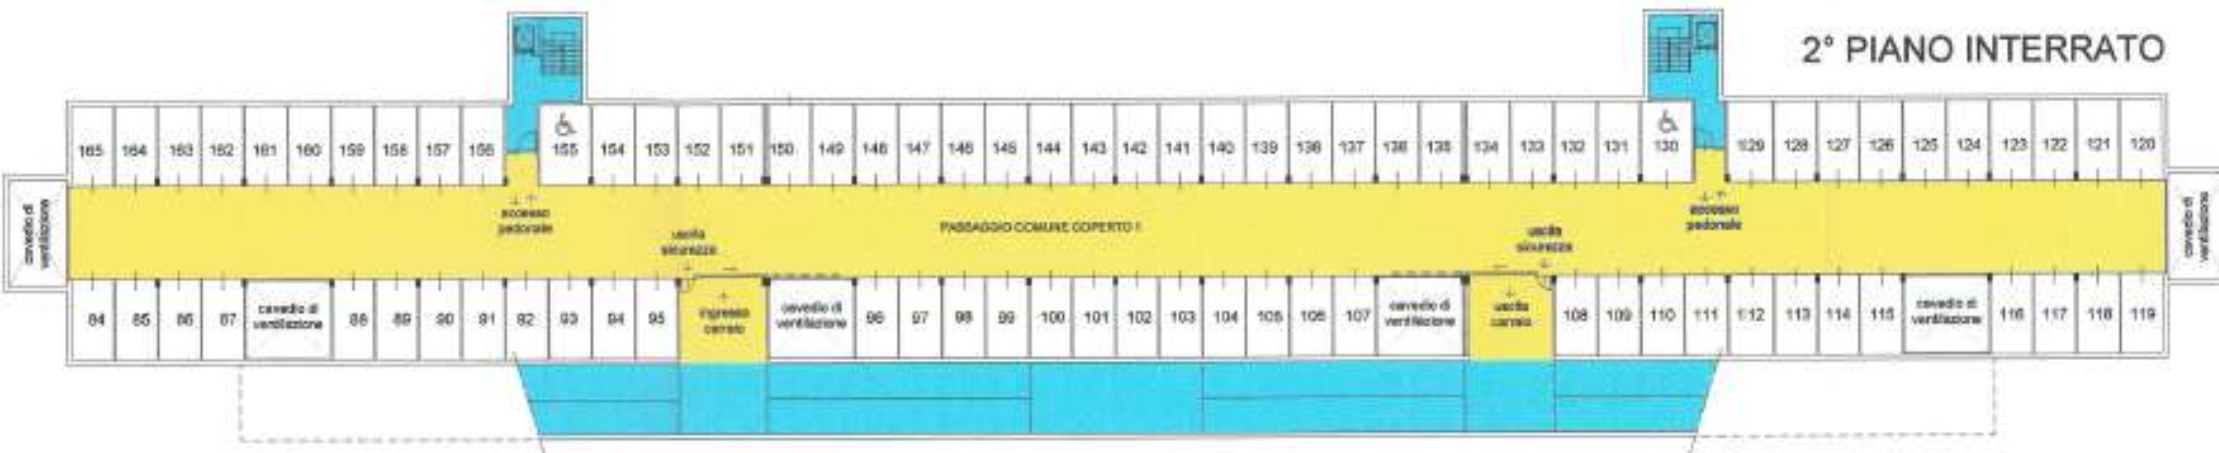 2° PIANO INTERRATO
165 164 163 162 161 160 159 158 157 156 155 154 153 152 151 150 149 148 147 146 145 144 143 142 141 140 139 138 137 136 135 134 133 132 131 130 129 128 127 126 125 124 123 122 121 120
cavedio di
ventilazione
accesso
pedonale
uscita
sicurezza
PASSAGGIO COMUNE COPERTO
uscita
sicurezza
accesso
pedonale
cavedio di
ventilazione
84 85 86 87
cavedio di
ventilazione
88 89 90 91 92 93 94 95
ingresso
carraio
cavedio di
ventilazione
96 97 98 99 100 101 102 103 104 105 106 107
cavedio di
ventilazione
uscita
carraio
108 109 110 111 112 113 114 115
cavedio di
ventilazione
116 117 118 119